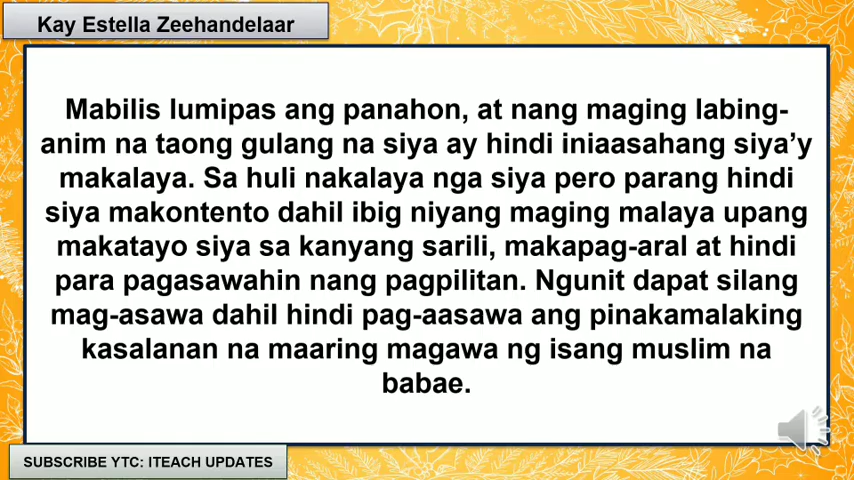 Kay Estella Zeehandelaar
Mabilis lumipas ang panahon, at nang maging labing-
anim na taong gulang na siya ay hindi iniaasahang siya’y
makalaya. Sa huli nakalaya nga siya pero parang hindi
siya makontento dahil ibig niyang maging malaya upang
makatayo siya sa kanyang sarili, makapag-aral at hindi
para pagasawahin nang pagpilitan. Ngunit dapat silang
mag-asawa dahil hindi pag-aasawa ang pinakamalaking
kasalanan na maaring magawa ng isang muslim na
babae.
SUBSCRIBE YTC: ITEACH UPDATES